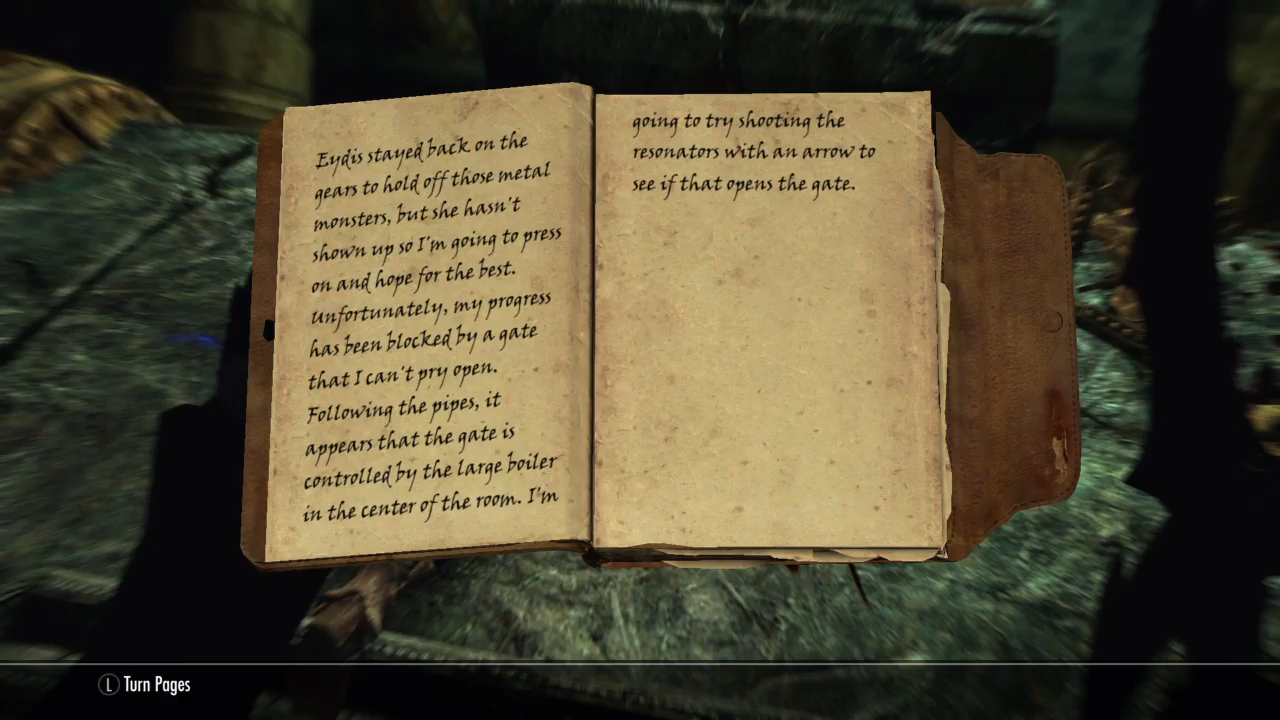 Eydis stayed back on the
gears to hold off those metal
monsters, but she hasn't
shown up so I'm going to press
on and hope for the best.
Unfortunately, my progress
has been blocked by a gate
that I can't pry open.
Following the pipes, it
appears that the gate is
controlled by the large boiler
in the center of the room. I'm
going to try shooting the
resonators with an arrow to
see if that opens the gate.
L Turn Pages